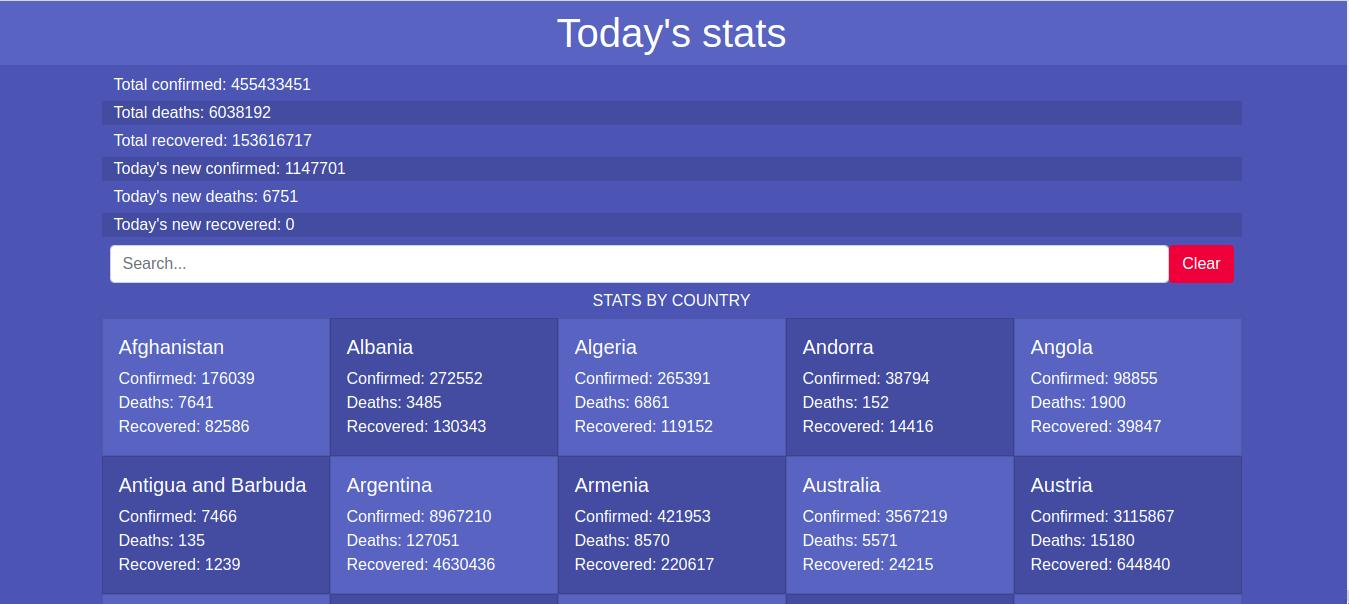 Today's stats
Total confirmed: 455433451
Total deaths: 6038192
Total recovered: 153616717
Today's new confirmed: 1147701
Today's new deaths: 6751
Today's new recovered: 0
Search...
Clear
STATS BY COUNTRY
Afghanistan
Confirmed: 176039
Deaths: 7641
Recovered: 82586
Albania
Confirmed: 272552
Deaths: 3485
Recovered: 130343
Algeria
Confirmed: 265391
Deaths: 6861
Recovered: 119152
Andorra
Confirmed: 38794
Deaths: 152
Recovered: 14416
Angola
Confirmed: 98855
Deaths: 1900
Recovered: 39847
Antigua and Barbuda
Confirmed: 7466
Deaths: 135
Recovered: 1239
Argentina
Confirmed: 8967210
Deaths: 127051
Recovered: 4630436
Armenia
Confirmed: 421953
Deaths: 8570
Recovered: 220617
Australia
Confirmed: 3567219
Deaths: 5571
Recovered: 24215
Austria
Confirmed: 3115867
Deaths: 15180
Recovered: 644840